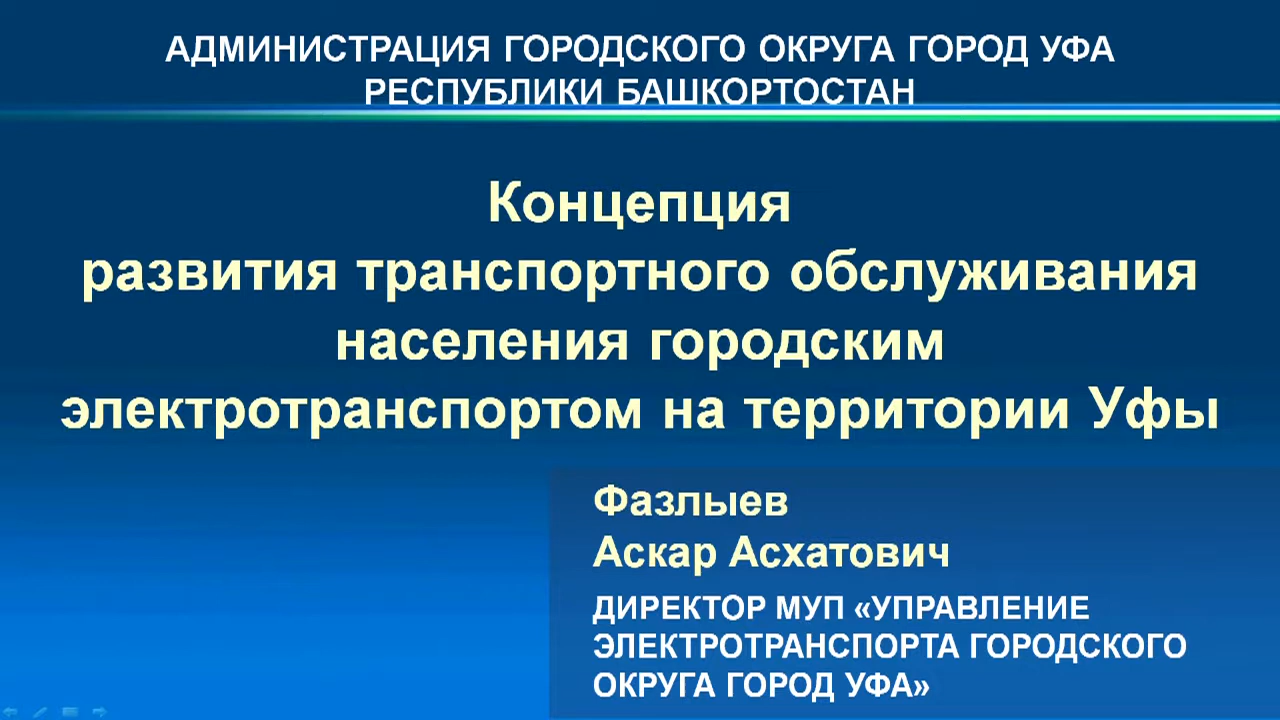 АДМИНИСТРАЦИЯ ГОРОДСКОГО ОКРУГА ГОРОД УФА
РЕСПУБЛИКИ БАШКОРТОСТАН
Концепция
развития транспортного обслуживания
населения городским
электротранспортом на территории Уфы
Фазлыев
Аскар Асхатович
ДИРЕКТОР МУП «УПРАВЛЕНИЕ
ЭЛЕКТРОТРАНСПОРТА ГОРОДСКОГО
ОКРУГА ГОРОД УФА»